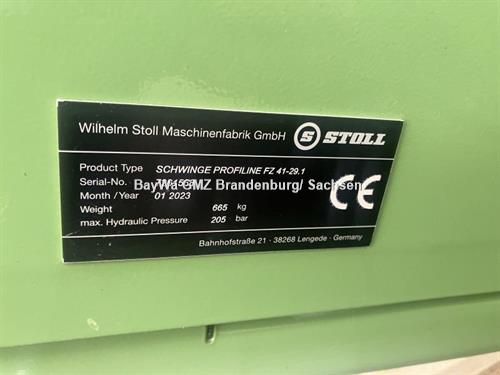 Wilhelm Stoll Maschinenfabrik GmbH
S STOLL
Product Type SCHWINGE PROFILINE FZ 41-29.1
Serial-No.
BayWa GMZ Brandenburg/ Sachsen
Month / Year 01 2023
Weight 665 kg
max. Hydraulic Pressure 205 bar
CE
Bahnhofstraße 21 - 38268 Lengede - Germany